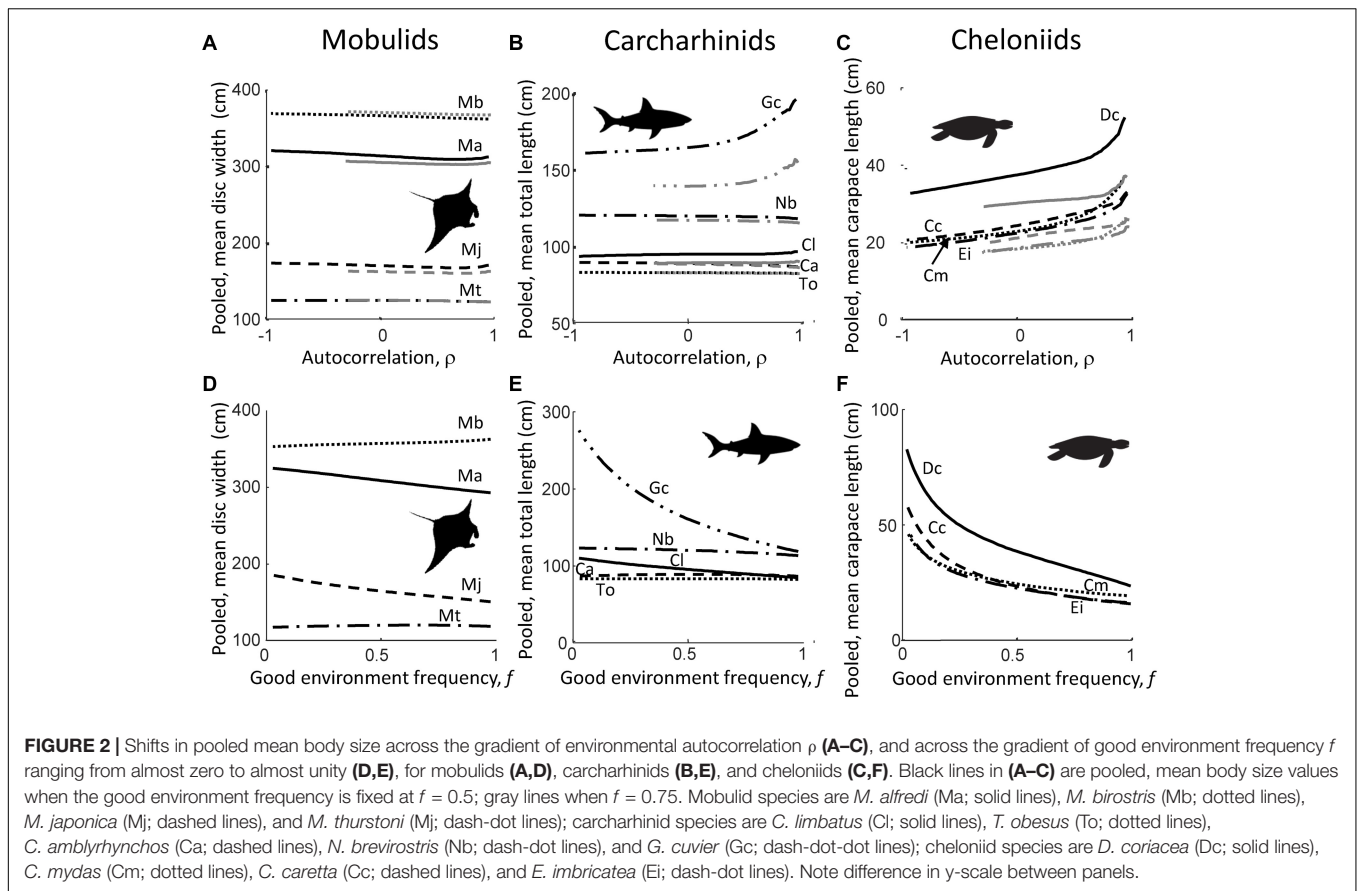 Mobulids
Carcharhinids
Cheloniids
A
Pooled, mean disc width (cm)
400
300
200
100
-1
0
1
Mb
Ma
Mj
Mt
Autocorrelation, ρ
B
Pooled, mean total length (cm)
200
150
100
50
-1
0
1
Gc
Nb
Cl
Ca
To
Autocorrelation, ρ
C
Pooled, mean carapace length (cm)
60
40
20
0
-1
0
1
Dc
Cc
Ei
Cm
Autocorrelation, ρ
D
Pooled, mean disc width (cm)
400
300
200
100
0
0.5
1
Mb
Ma
Mj
Mt
Good environment frequency, f
E
Pooled, mean total length (cm)
300
200
100
0
0
0.5
1
Gc
Nb
Cl
Ca
To
Good environment frequency, f
F
Pooled, mean carapace length (cm)
100
50
0
0
0.5
1
Dc
Cc
Cm
Ei
Good environment frequency, f
FIGURE 2 | Shifts in pooled mean body size across the gradient of environmental autocorrelation ρ (A–C), and across the gradient of good environment frequency f
ranging from almost zero to almost unity (D,E), for mobulids (A,D), carcharhinids (B,E), and cheloniids (C,F). Black lines in (A–C) are pooled, mean body size values
when the good environment frequency is fixed at f = 0.5; gray lines when f = 0.75. Mobulid species are M. alfredi (Ma; solid lines), M. birostris (Mb; dotted lines),
M. japonica (Mj; dashed lines), and M. thurstoni (Mj; dash-dot lines); carcharhinid species are C. limbatus (Cl; solid lines), T. obesus (To; dotted lines),
C. amblyrhynchos (Ca; dashed lines), N. brevirostris (Nb; dash-dot lines), and G. cuvier (Gc; dash-dot-dot lines); cheloniid species are D. coriacea (Dc; solid lines),
C. mydas (Cm; dotted lines), C. caretta (Cc; dashed lines), and E. imbricatea (Ei; dash-dot lines). Note difference in y-scale between panels.